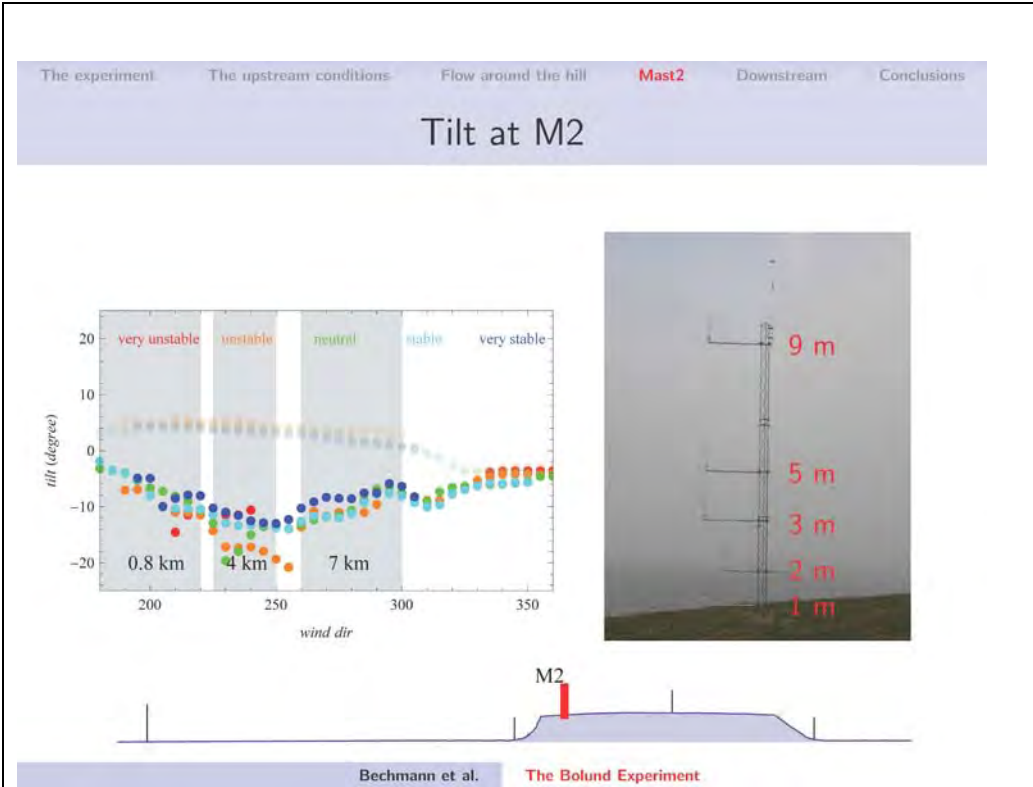 The experiment The upstream conditions Flow around the hill Mast2 Downstream Conclusions
Tilt at M2
20
10
0
−10
−20
tilt (degree)
very unstable unstable neutral stable very stable
0.8 km 4 km 7 km
200 250 300 350
wind dir
9 m
5 m
3 m
2 m
1 m
M2
Bechmann et al. The Bolund Experiment